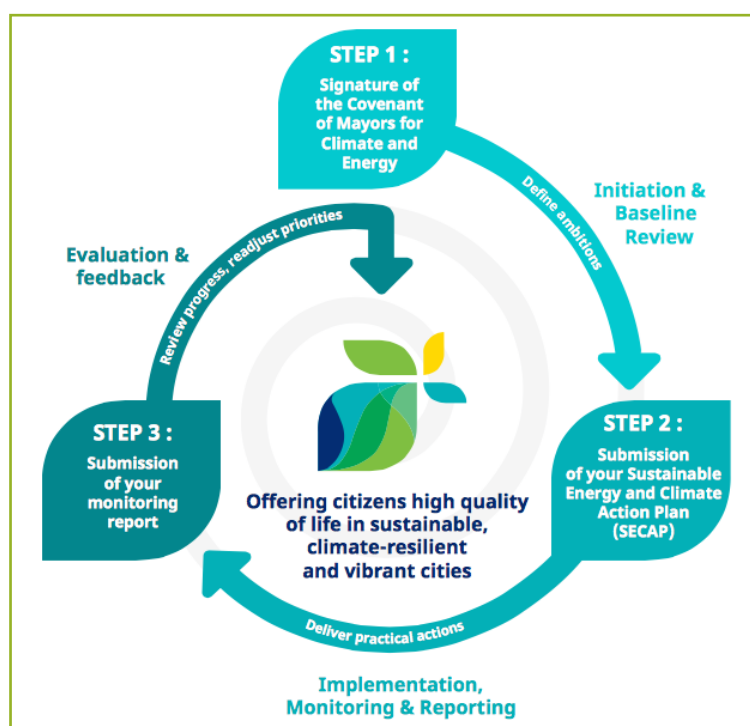 STEP 1 :
Signature of
the Covenant
of Mayors for
Climate and
Energy
Define ambitions
Initiation &
Baseline
Review
STEP 2 :
Submission
of your Sustainable
Energy and Climate
Action Plan
(SECAP)
Deliver practical actions
Implementation,
Monitoring & Reporting
STEP 3 :
Submission
of your
monitoring
report
Review progress, readjust priorities
Evaluation &
feedback
Offering citizens high quality
of life in sustainable,
climate-resilient
and vibrant cities